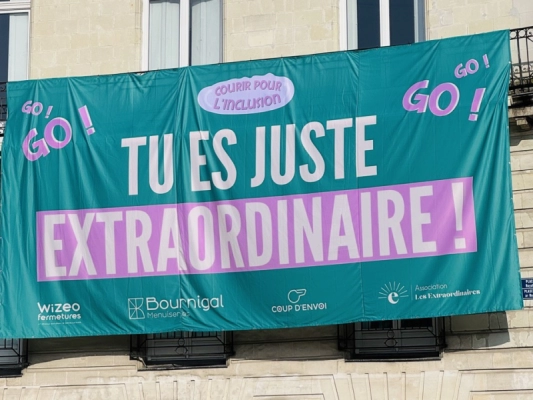 COURIR POUR
L'INCLUSION
GO !
GO !
GO !
GO !
TU ES JUSTE
EXTRAORDINAIRE !
Wizeo
fermetures
Bournigal
Menuiseries
COUP D'ENVOI
Association
Les Extraordinaires